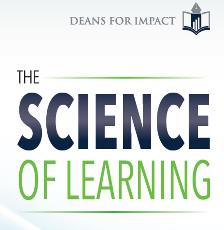 DEANS FOR IMPACT
THE
SCIENCE
OF LEARNING